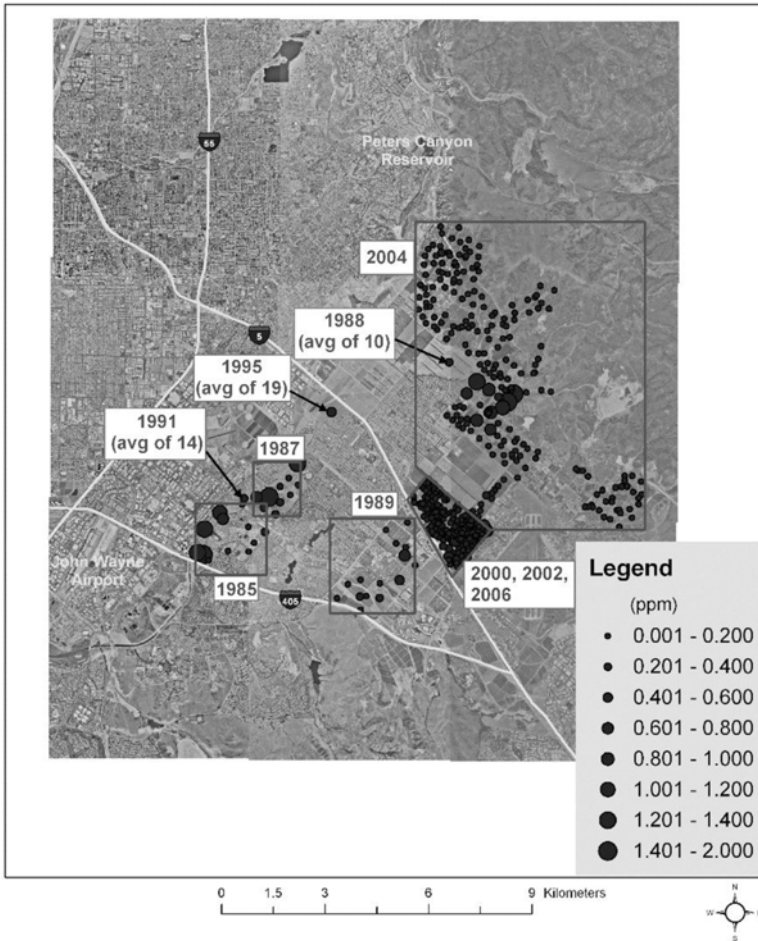 55
Peters Canyon
Reservoir
2004
1988
(avg of 10)
5
1995
(avg of 19)
1991
(avg of 14)
1987
1989
John Wayne
Airport
1985
405
2000, 2002,
2006
Legend
(ppm)
0.001 - 0.200
0.201 - 0.400
0.401 - 0.600
0.601 - 0.800
0.801 - 1.000
1.001 - 1.200
1.201 - 1.400
1.401 - 2.000
0 1.5 3 6 9 Kilometers
N
W E
S